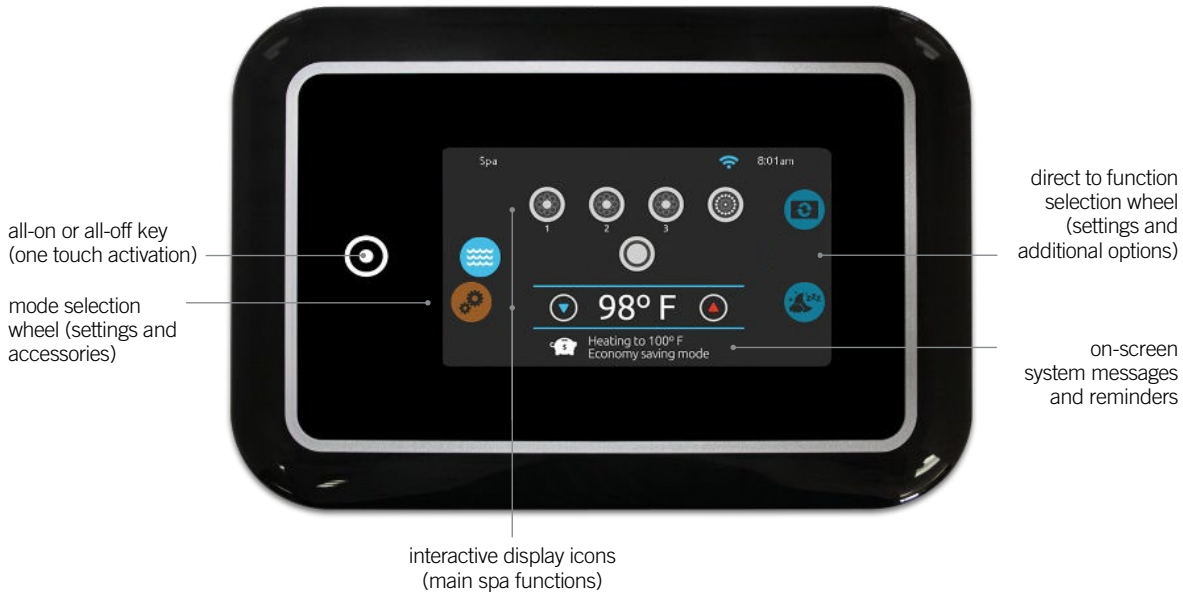 Spa
8:01am
1
2
3
98° F
$
Heating to 100° F
Economy saving mode
zzz
all-on or all-off key
(one touch activation)
mode selection
wheel (settings and
accessories)
direct to function
selection wheel
(settings and
additional options)
on-screen
system messages
and reminders
interactive display icons
(main spa functions)